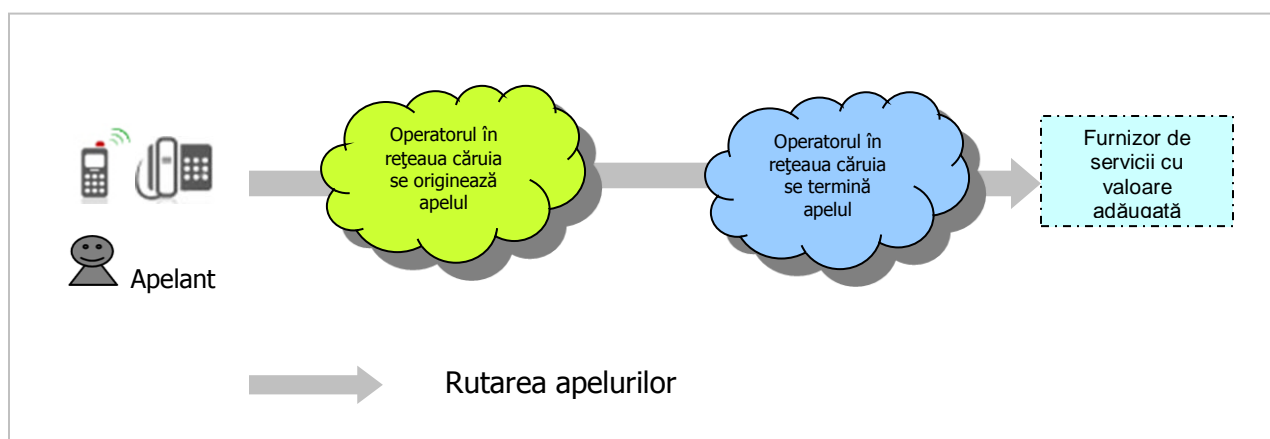 Operatorul în
reţeaua căruia
se originează
apelul
Operatorul în
reţeaua căruia
se termină
apelul
Furnizor de
servicii cu
valoare
adăugată
Apelant
Rutarea apelurilor